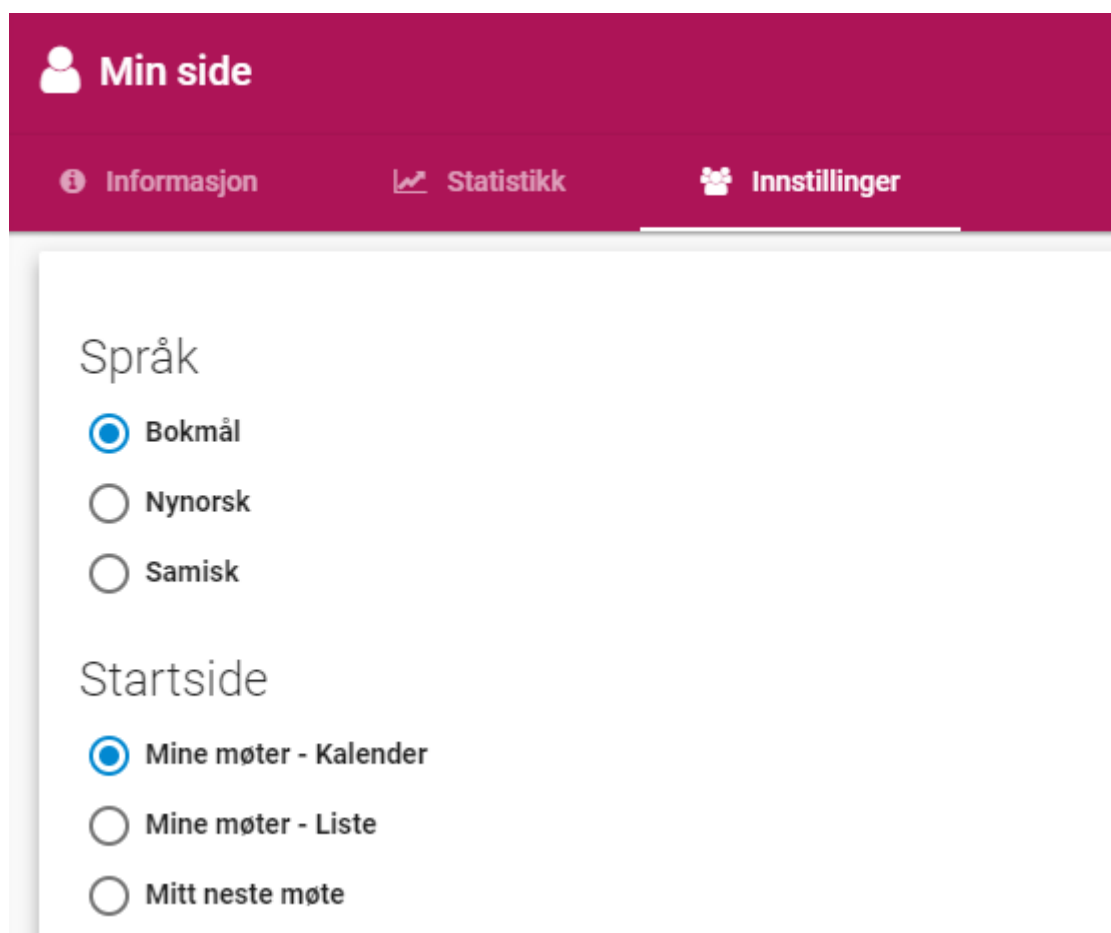 Min side
Informasjon Statistikk Innstillinger
Språk
Bokmål
Nynorsk
Samisk
Startside
Mine møter - Kalender
Mine møter - Liste
Mitt neste møte